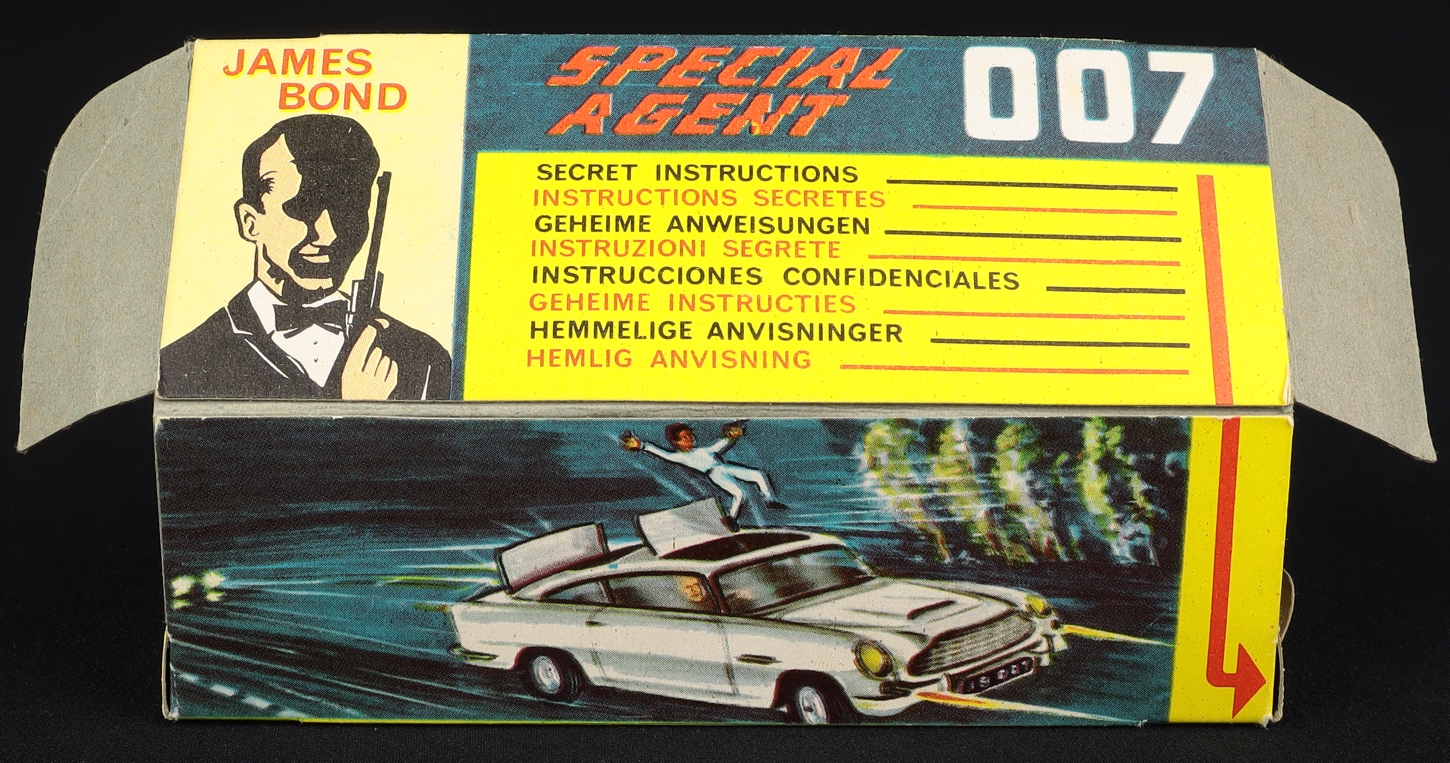 JAMES
BOND
SPECIAL
AGENT
007
SECRET INSTRUCTIONS
INSTRUCTIONS SECRETES
GEHEIME ANWEISUNGEN
INSTRUZIONI SEGRETE
INSTRUCCIONES CONFIDENCIALES
GEHEIME INSTRUCTIES
HEMMELIGE ANVISNINGER
HEMLIG ANVISNING
007